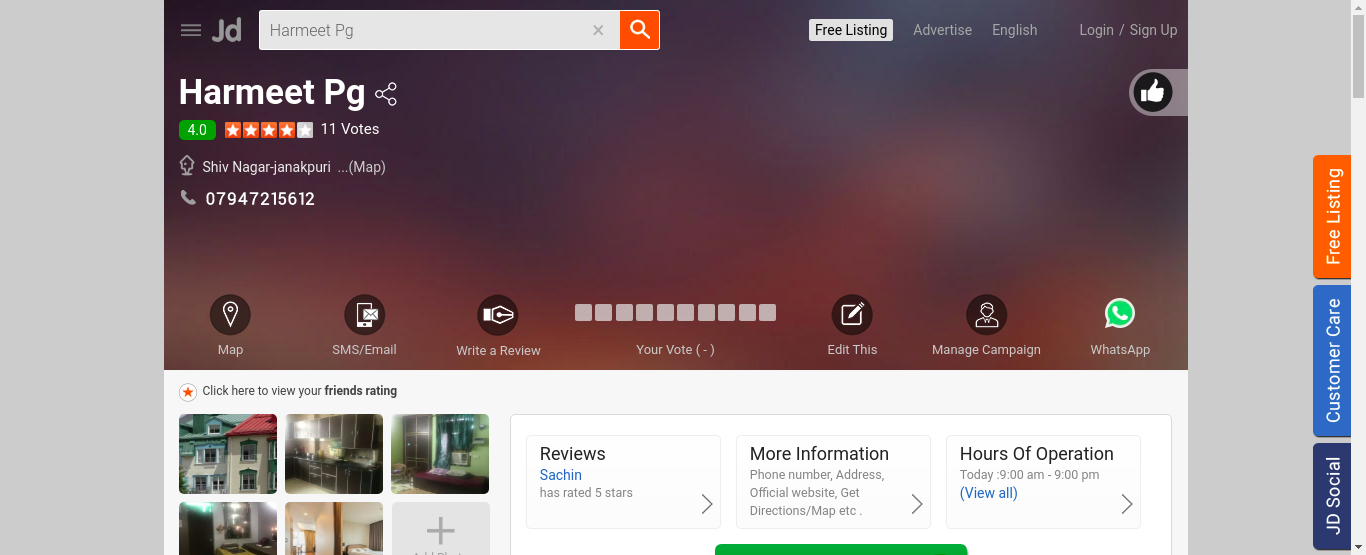 Jd
Harmeet Pg
Free Listing
Advertise
English
Login / Sign Up
Harmeet Pg
4.0
11 Votes
Shiv Nagar-janakpuri ...(Map)
07947215612
Map
SMS/Email
Write a Review
Your Vote ( - )
Edit This
Manage Campaign
WhatsApp
Free Listing
Customer Care
JD Social
Click here to view your friends rating
Reviews
Sachin
has rated 5 stars
More Information
Phone number, Address,
Official website, Get
Directions/Map etc .
Hours Of Operation
Today :9:00 am - 9:00 pm
(View all)